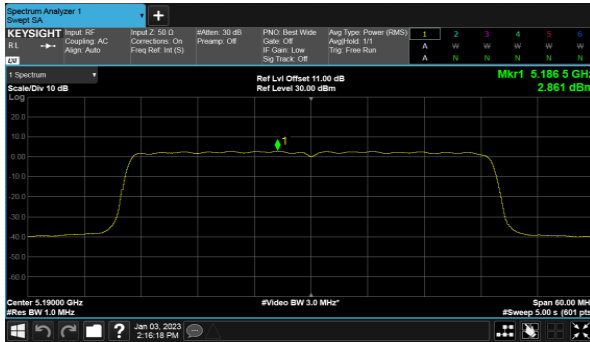 Spectrum Analyzer 1
Swept SA
+
KEYSIGHT
RL
Input: RF
Coupling: AC
Align: Auto
Input Z: 50 Ω
Corrections: On
Freq Ref: Int (S)
#Atten: 30 dB
Preamp: Off
PNO: Best Wide
Gate: Off
IF Gain: Low
Sig Track: Off
Avg Type: Power (RMS)
Avg|Hold: 1/1
Trig: Free Run
1 2 3 4 5 6
A W W W W W
A N N N N N
1 Spectrum
Scale/Div 10 dB
Ref Lvl Offset 11.00 dB
Ref Level 30.00 dBm
Mkr1 5.186 5 GHz
2.861 dBm
Log
20.0
10.0
0.00
-10.0
-20.0
-30.0
-40.0
-50.0
-60.0
1
Center 5.19000 GHz
#Res BW 1.0 MHz
#Video BW 3.0 MHz*
Span 60.00 MH
#Sweep 5.00 s (601 pts
?
Jan 03, 2023
2:16:18 PM